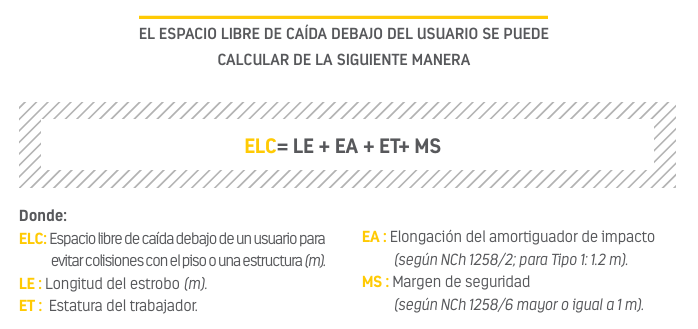 EL ESPACIO LIBRE DE CAÍDA DEBAJO DEL USUARIO SE PUEDE
CALCULAR DE LA SIGUIENTE MANERA
ELC= LE + EA + ET+ MS
Donde:
ELC: Espacio libre de caída debajo de un usuario para
evitar colisiones con el piso o una estructura (m).
LE : Longitud del estrobo (m).
ET : Estatura del trabajador.
EA : Elongación del amortiguador de impacto
(según NCh 1258/2; para Tipo 1: 1.2 m).
MS : Margen de seguridad
(según NCh 1258/6 mayor o igual a 1 m).